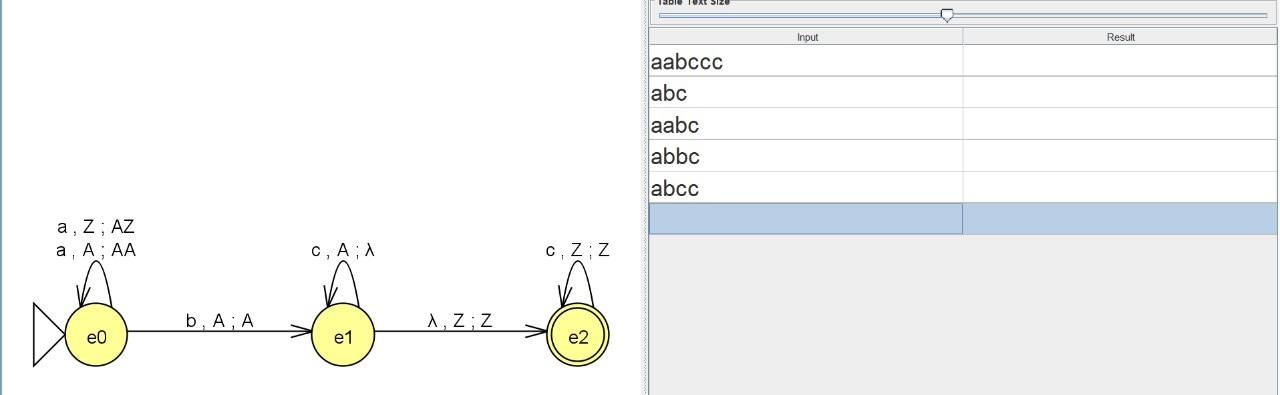 Table Text Size
Input Result
aabccc
abc
aabc
abbc
abcc
a , Z ; AZ
a , A ; AA
c , A ; λ
c , Z ; Z
b , A ; A
λ , Z ; Z
e0
e1
e2